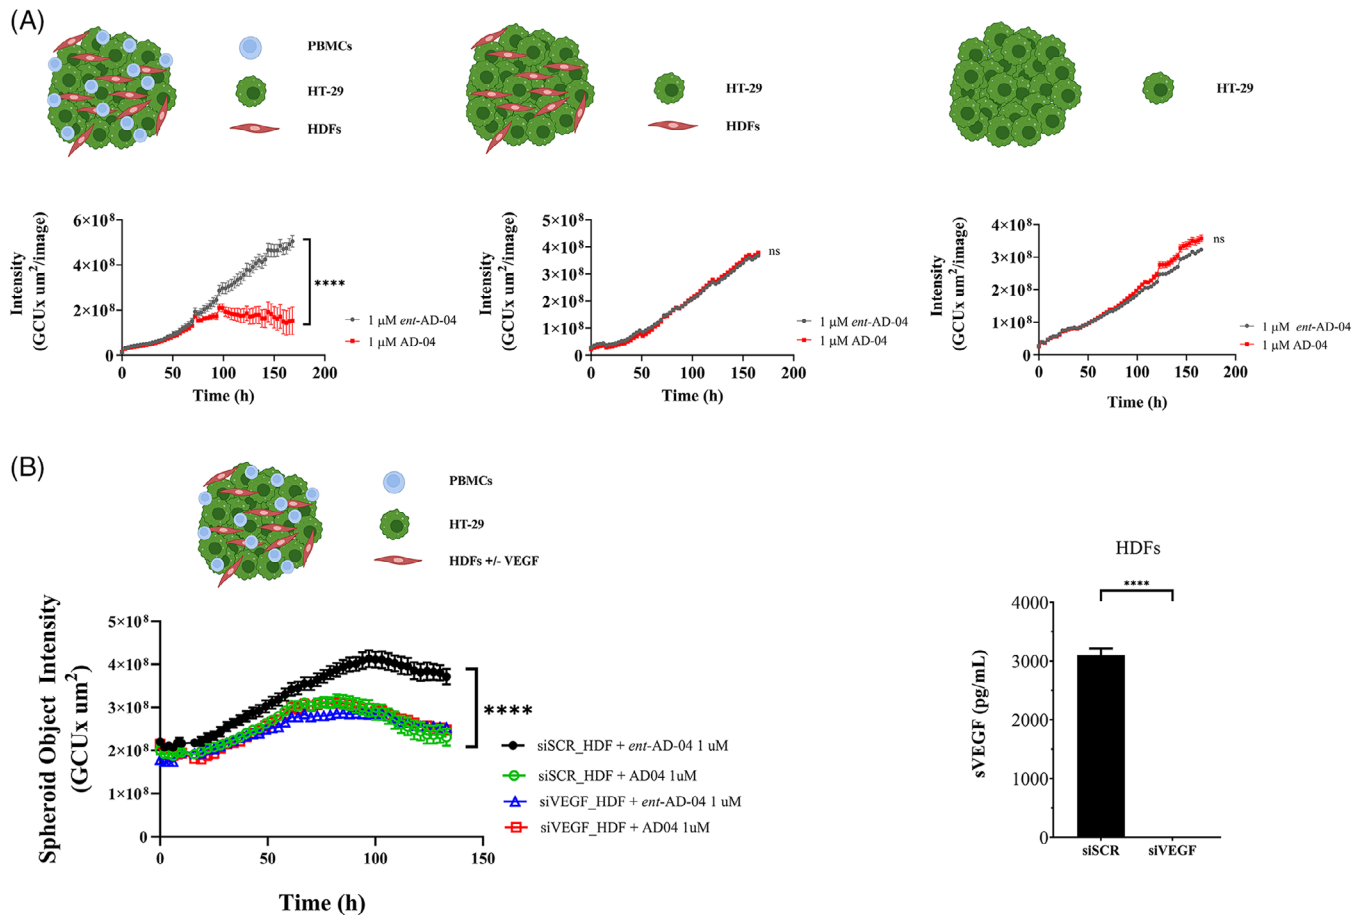 (A)
PBMCs
HT-29
HDFs
HT-29
HDFs
HT-29
Intensity
(GCUx um²/image)
6×10⁸
4×10⁸
2×10⁸
0
0 50 100 150 200
Time (h)
****
1 μM ent-AD-04
1 μM AD-04
Intensity
(GCUx um²/image)
5×10⁸
4×10⁸
3×10⁸
2×10⁸
1×10⁸
0
0 50 100 150 200
Time (h)
ns
1 μM ent-AD-04
1 μM AD-04
Intensity
(GCUx um²/image)
4×10⁸
3×10⁸
2×10⁸
1×10⁸
0
0 50 100 150 200
Time (h)
ns
1 μM ent-AD-04
1 μM AD-04
(B)
PBMCs
HT-29
HDFs +/- VEGF
Spheroid Object Intensity
((GCUx um²)
5×10⁸
4×10⁸
3×10⁸
2×10⁸
1×10⁸
0
0 50 100 150
Time (h)
****
siSCR_HDF + ent-AD-04 1 uM
siSCR_HDF + AD04 1uM
siVEGF_HDF + ent-AD-04 1 uM
siVEGF_HDF + AD04 1uM
HDFs
****
sVEGF (pg/mL)
4000
3000
2000
1000
0
siSCR siVEGF